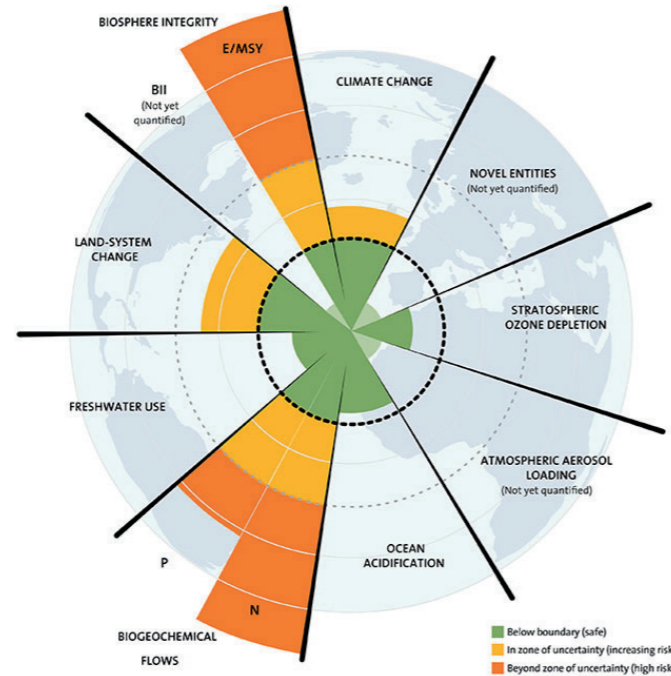 BIOSPHERE INTEGRITY
E/MSY
BII
(Not yet
quantified)
CLIMATE CHANGE
NOVEL ENTITIES
(Not yet quantified)
LAND-SYSTEM
CHANGE
STRATOSPHERIC
OZONE DEPLETION
FRESHWATER USE
ATMOSPHERIC AEROSOL
LOADING
(Not yet quantified)
OCEAN
ACIDIFICATION
P
N
BIOGEOCHEMICAL
FLOWS
Below boundary (safe)
In zone of uncertainty (increasing risk
Beyond zone of uncertainty (high risk